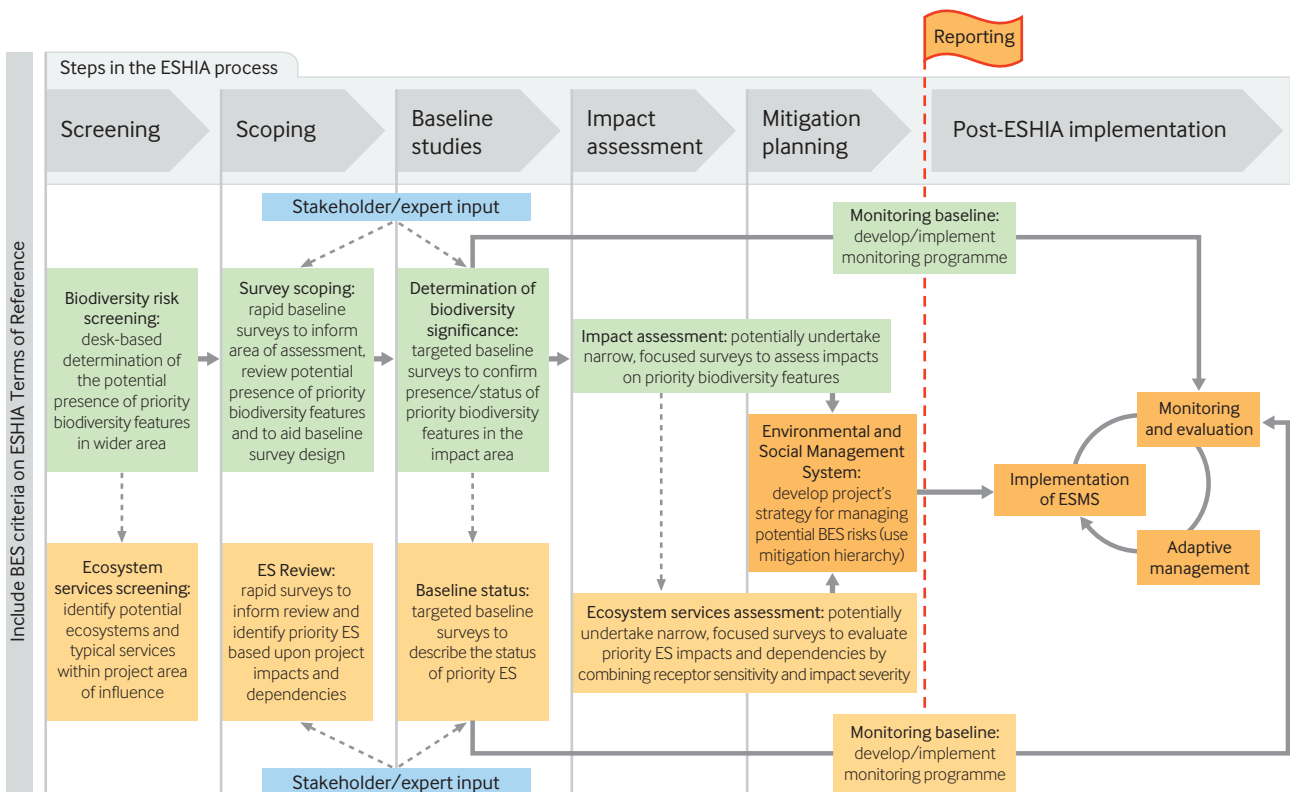 Reporting
Steps in the ESHIA process
Screening
Scoping
Baseline
studies
Impact
assessment
Mitigation
planning
Post-ESHIA implementation
Include BES criteria on ESHIA Terms of Reference
Stakeholder/expert input
Monitoring baseline:
develop/implement
monitoring programme
Biodiversity risk
screening:
desk-based
determination of
the potential
presence of priority
biodiversity features
in wider area
Survey scoping:
rapid baseline
surveys to inform
area of assessment,
review potential
presence of priority
biodiversity features
and to aid baseline
survey design
Determination of
biodiversity
significance:
targeted baseline
surveys to confirm
presence/status of
priority biodiversity
features in the
impact area
Impact assessment: potentially undertake
narrow, focused surveys to assess impacts
on priority biodiversity features
Environmental and
Social Management
System:
develop project's
strategy for managing
potential BES risks (use
mitigation hierarchy)
Monitoring
and evaluation
Implementation
of ESMS
Adaptive
management
Ecosystem
services screening:
identify potential
ecosystems and
typical services
within project area
of influence
ES Review:
rapid surveys to
inform review and
identify priority ES
based upon project
impacts and
dependencies
Baseline status:
targeted baseline
surveys to
describe the status
of priority ES
Ecosystem services assessment: potentially
undertake narrow, focused surveys to evaluate
priority ES impacts and dependencies by
combining receptor sensitivity and impact severity
Monitoring baseline:
develop/implement
monitoring programme
Stakeholder/expert input